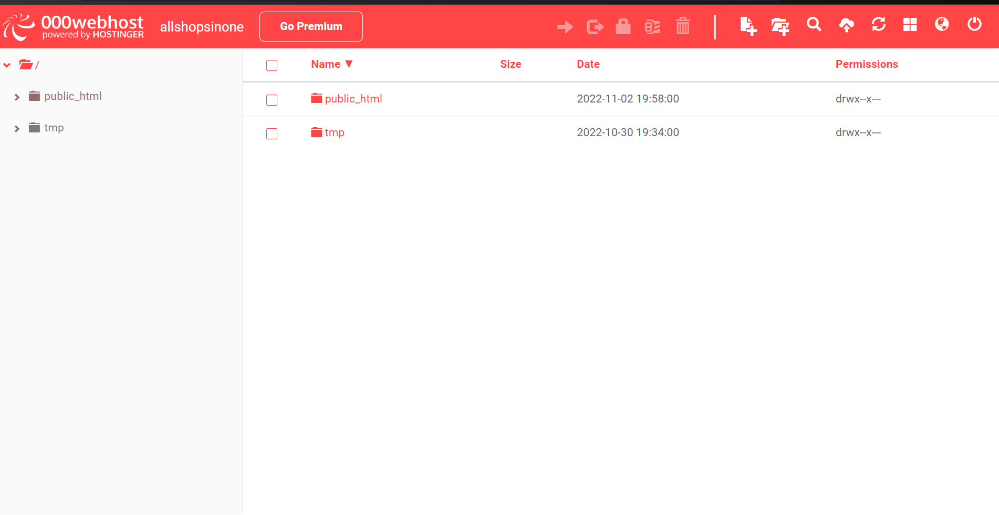 000webhost
powered by HOSTINGER
allshopsinone
Go Premium
/
public_html
tmp
Name ▼ Size Date Permissions
public_html 2022-11-02 19:58:00 drwx--x---
tmp 2022-10-30 19:34:00 drwx--x---